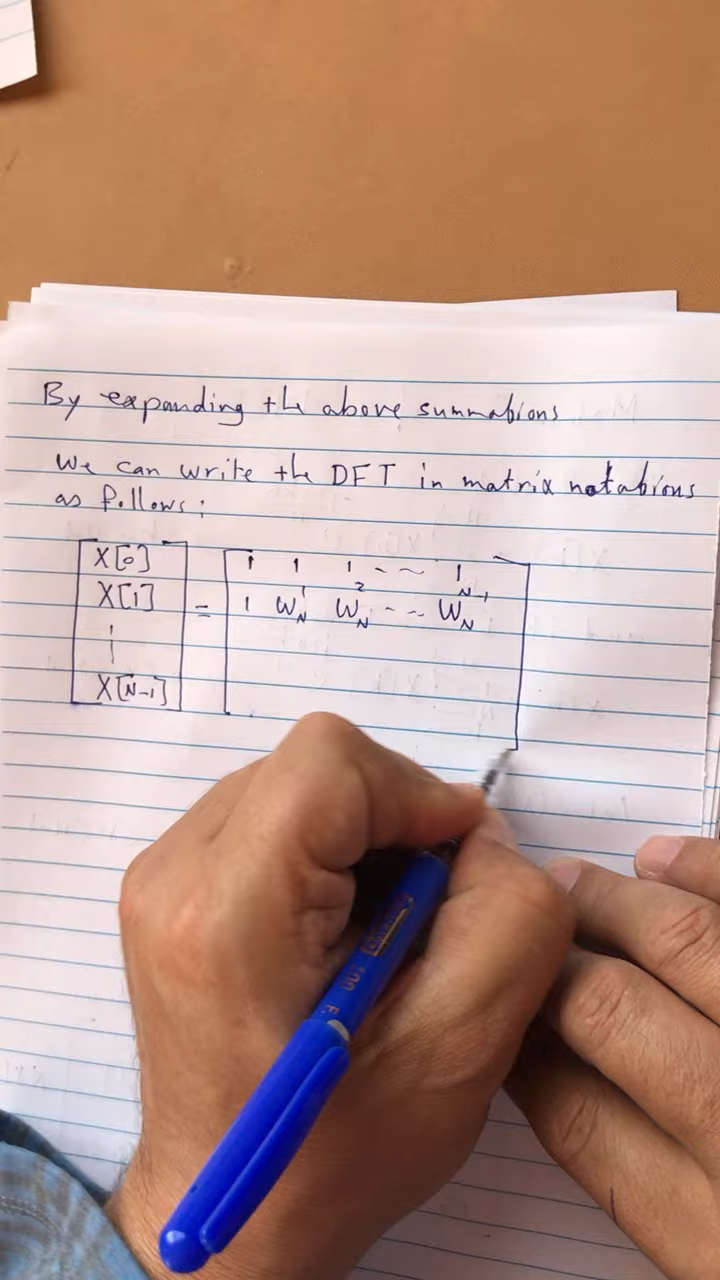 By expanding the above summations
We can write the DFT in matrix notations
as follows:
X[0]
X[1]
X[N-1]
=
1 1 1 - ~ 1
1 W_N^1 W_N^2 - ~ W_N^{N-1}
100 F.